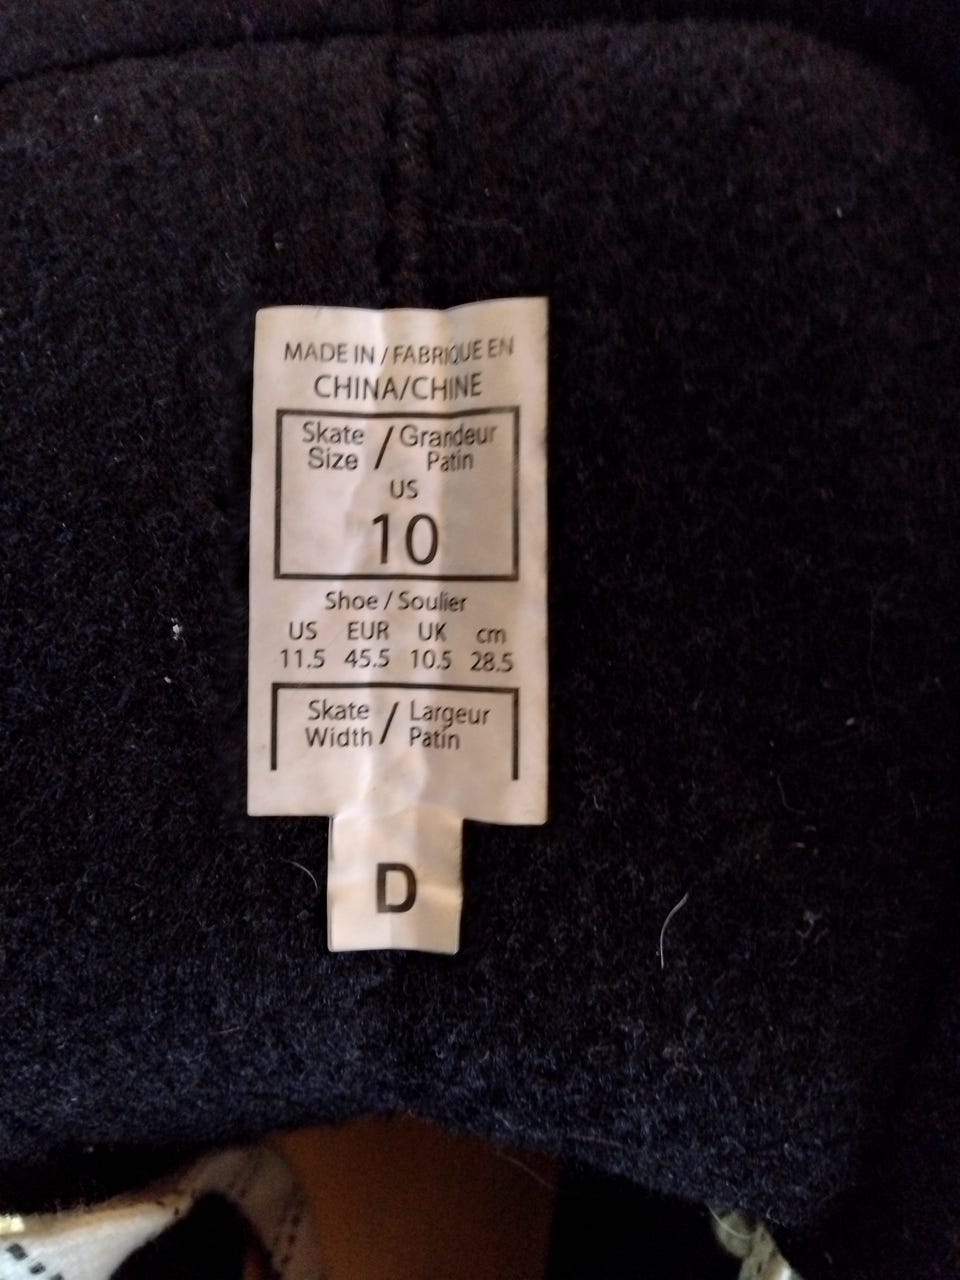 MADE IN / FABRIQUE EN
CHINA/CHINE
Skate Size / Grandeur Patin
US
10
Shoe / Soulier
US EUR UK cm
11.5 45.5 10.5 28.5
Skate Width / Largeur Patin
D